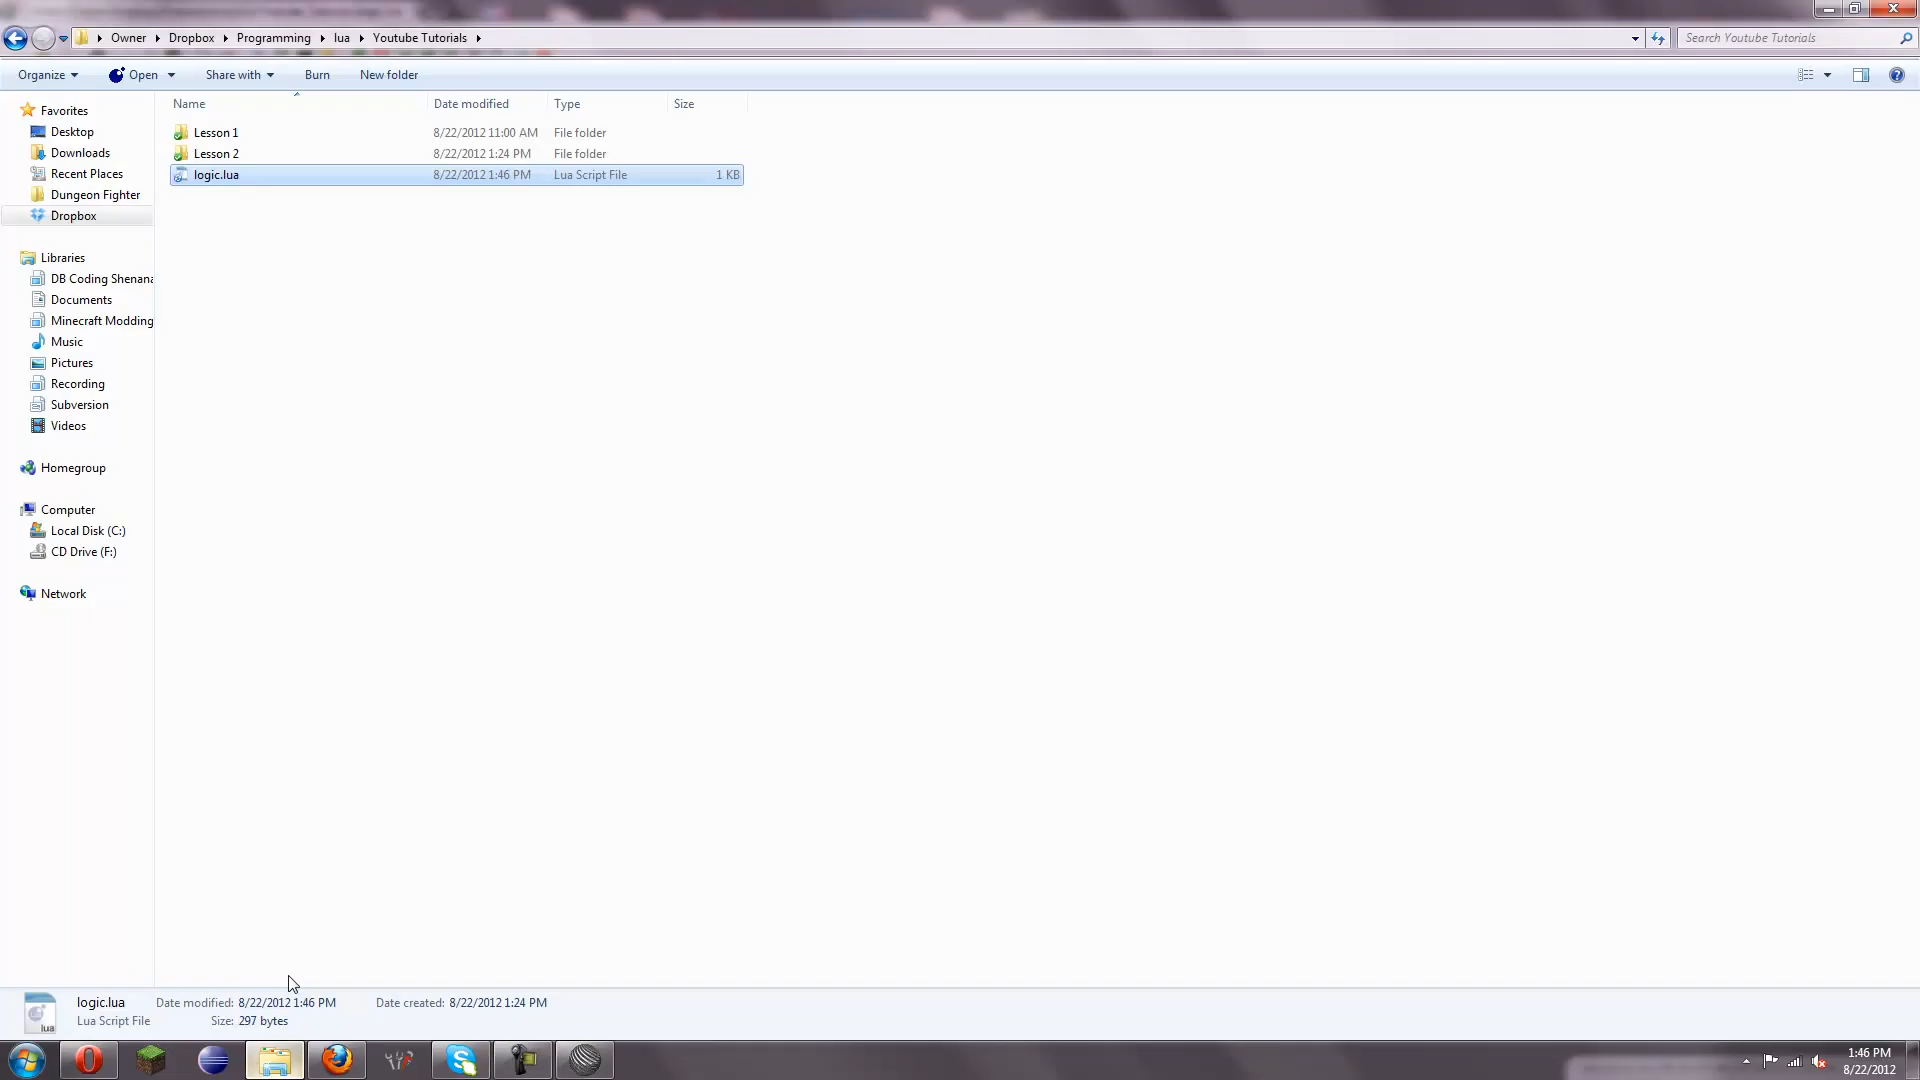 Owner Dropbox Programming lua Youtube Tutorials Search Youtube Tutorials
Organize Open Share with Burn New folder
Name Date modified Type Size
Lesson 1 8/22/2012 11:00 AM File folder
Lesson 2 8/22/2012 1:24 PM File folder
logic.lua 8/22/2012 1:46 PM Lua Script File 1 KB
Favorites
Desktop
Downloads
Recent Places
Dungeon Fighter
Dropbox
Libraries
DB Coding Shenana
Documents
Minecraft Modding
Music
Pictures
Recording
Subversion
Videos
Homegroup
Computer
Local Disk (C:)
CD Drive (F:)
Network
logic.lua Date modified: 8/22/2012 1:46 PM Date created: 8/22/2012 1:24 PM
Lua Script File Size: 297 bytes
lua
1:46 PM
8/22/2012